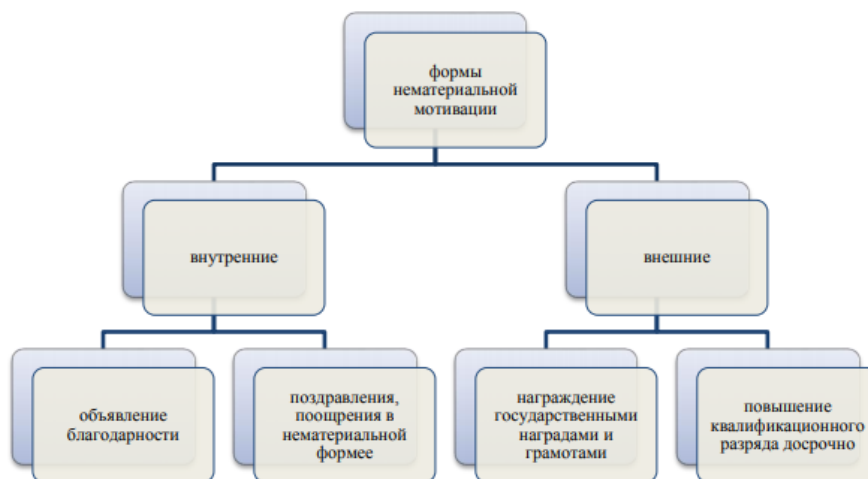 формы
нематериальной
мотивации
внутренние
внешние
объявление
благодарности
поздравления,
поощрения в
нематериальной
формее
награждение
государственными
наградами и
грамотами
повышение
квалификационного
разряда досрочно